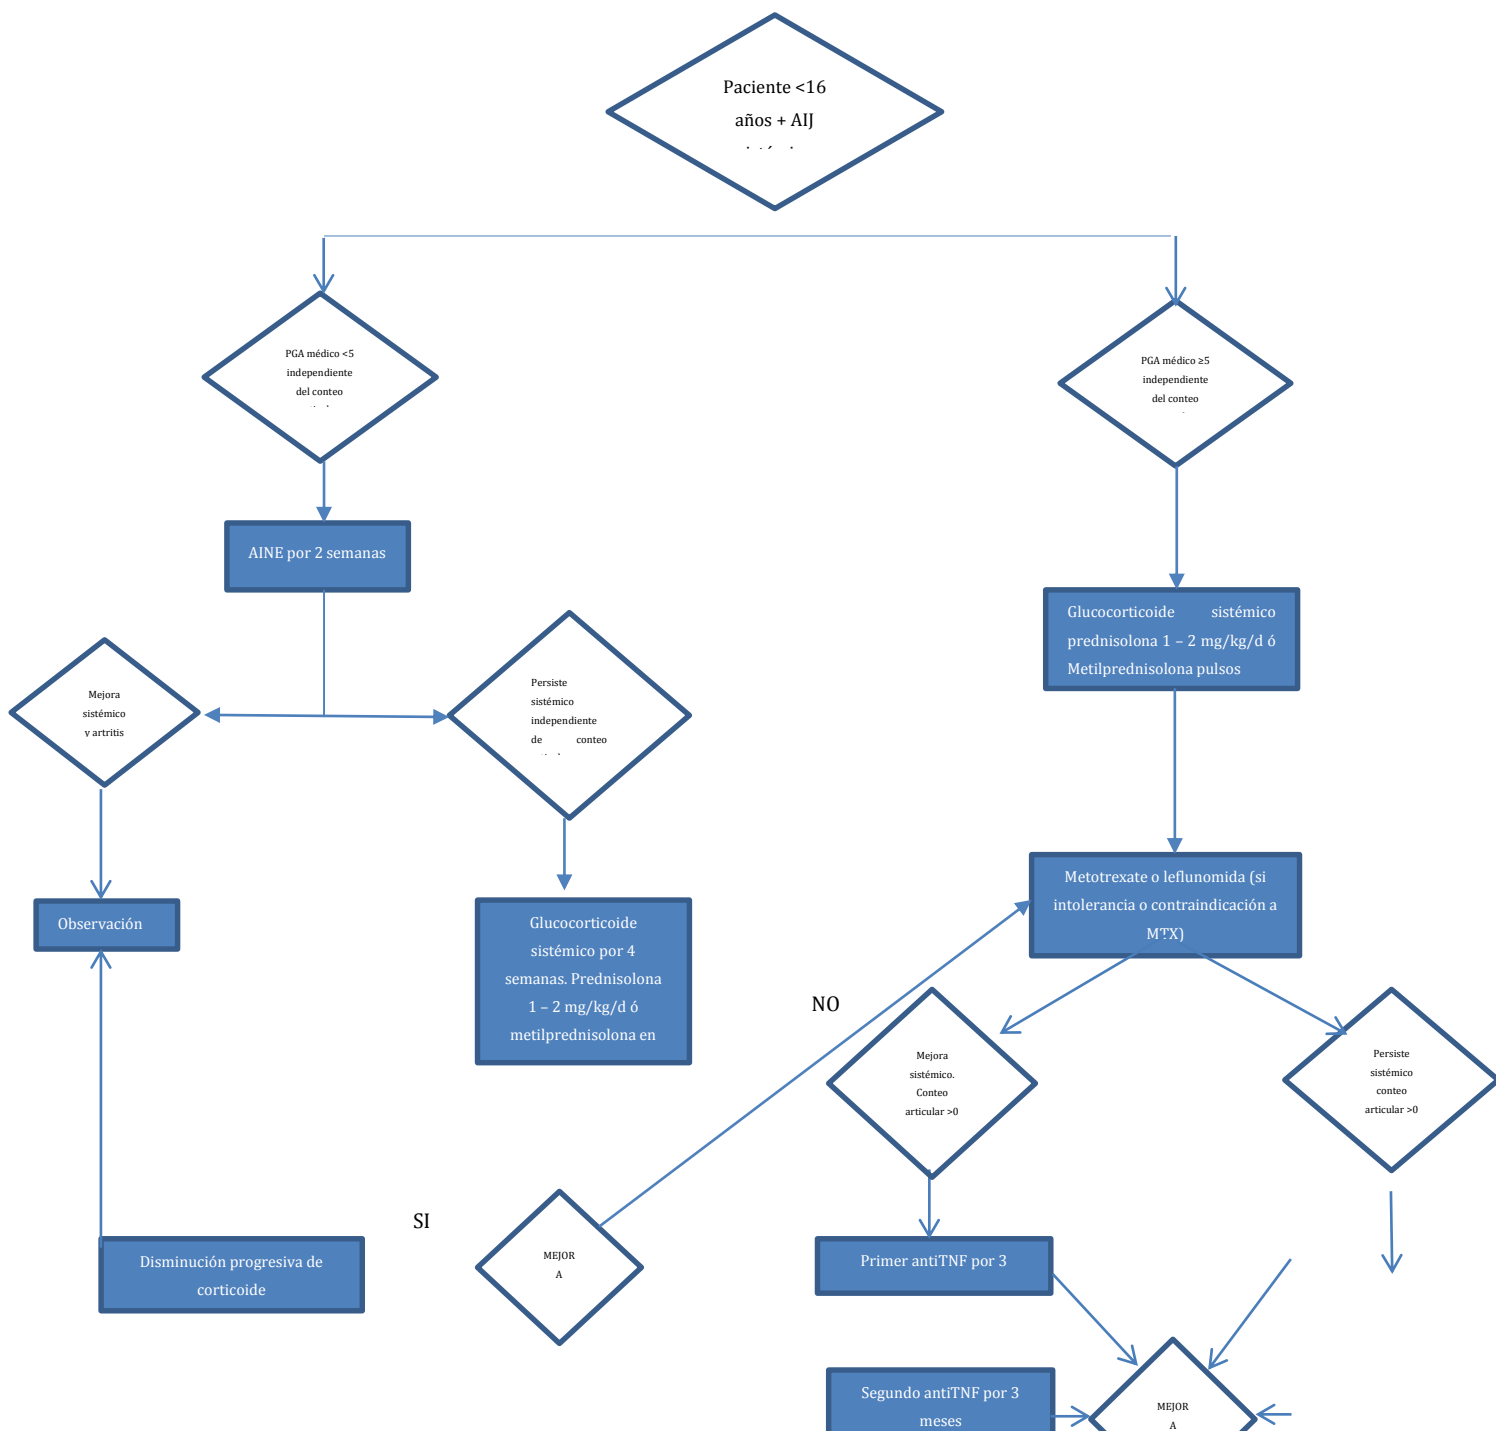 Paciente <16
años + AIJ
PGA médico <5
independiente
del conteo
PGA médico ≥5
independiente
del conteo
AINE por 2 semanas
Glucocorticoide sistémico
prednisolona 1 – 2 mg/kg/d ó
Metilprednisolona pulsos
Mejora
sistémico
y artritis
Persiste
sistémico
independiente
de conteo
Observación
Glucocorticoide
sistémico por 4
semanas. Prednisolona
1 – 2 mg/kg/d ó
metilprednisolona en
Metotrexate o leflunomida (si
intolerancia o contraindicación a
MTX)
NO
Mejora
sistémico.
Conteo
articular >0
Persiste
sistémico
conteo
articular >0
SI
MEJOR
A
Disminución progresiva de
corticoide
Primer antiTNF por 3
Segundo antiTNF por 3
meses
MEJOR
A